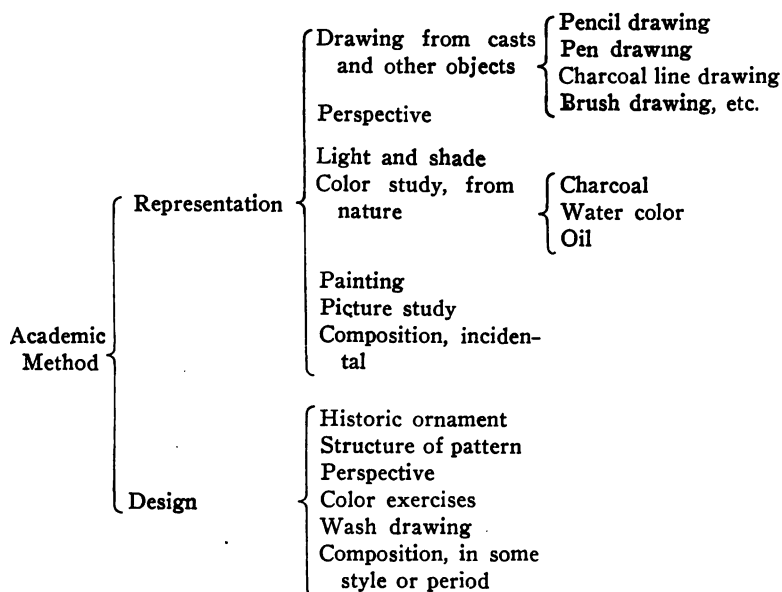 Academic
Method
Representation
Drawing from casts
and other objects
Pencil drawing
Pen drawing
Charcoal line drawing
Brush drawing, etc.
Perspective
Light and shade
Color study, from
nature
Charcoal
Water color
Oil
Painting
Picture study
Composition, inciden-
tal
Design
Historic ornament
Structure of pattern
Perspective
Color exercises
Wash drawing
Composition, in some
style or period